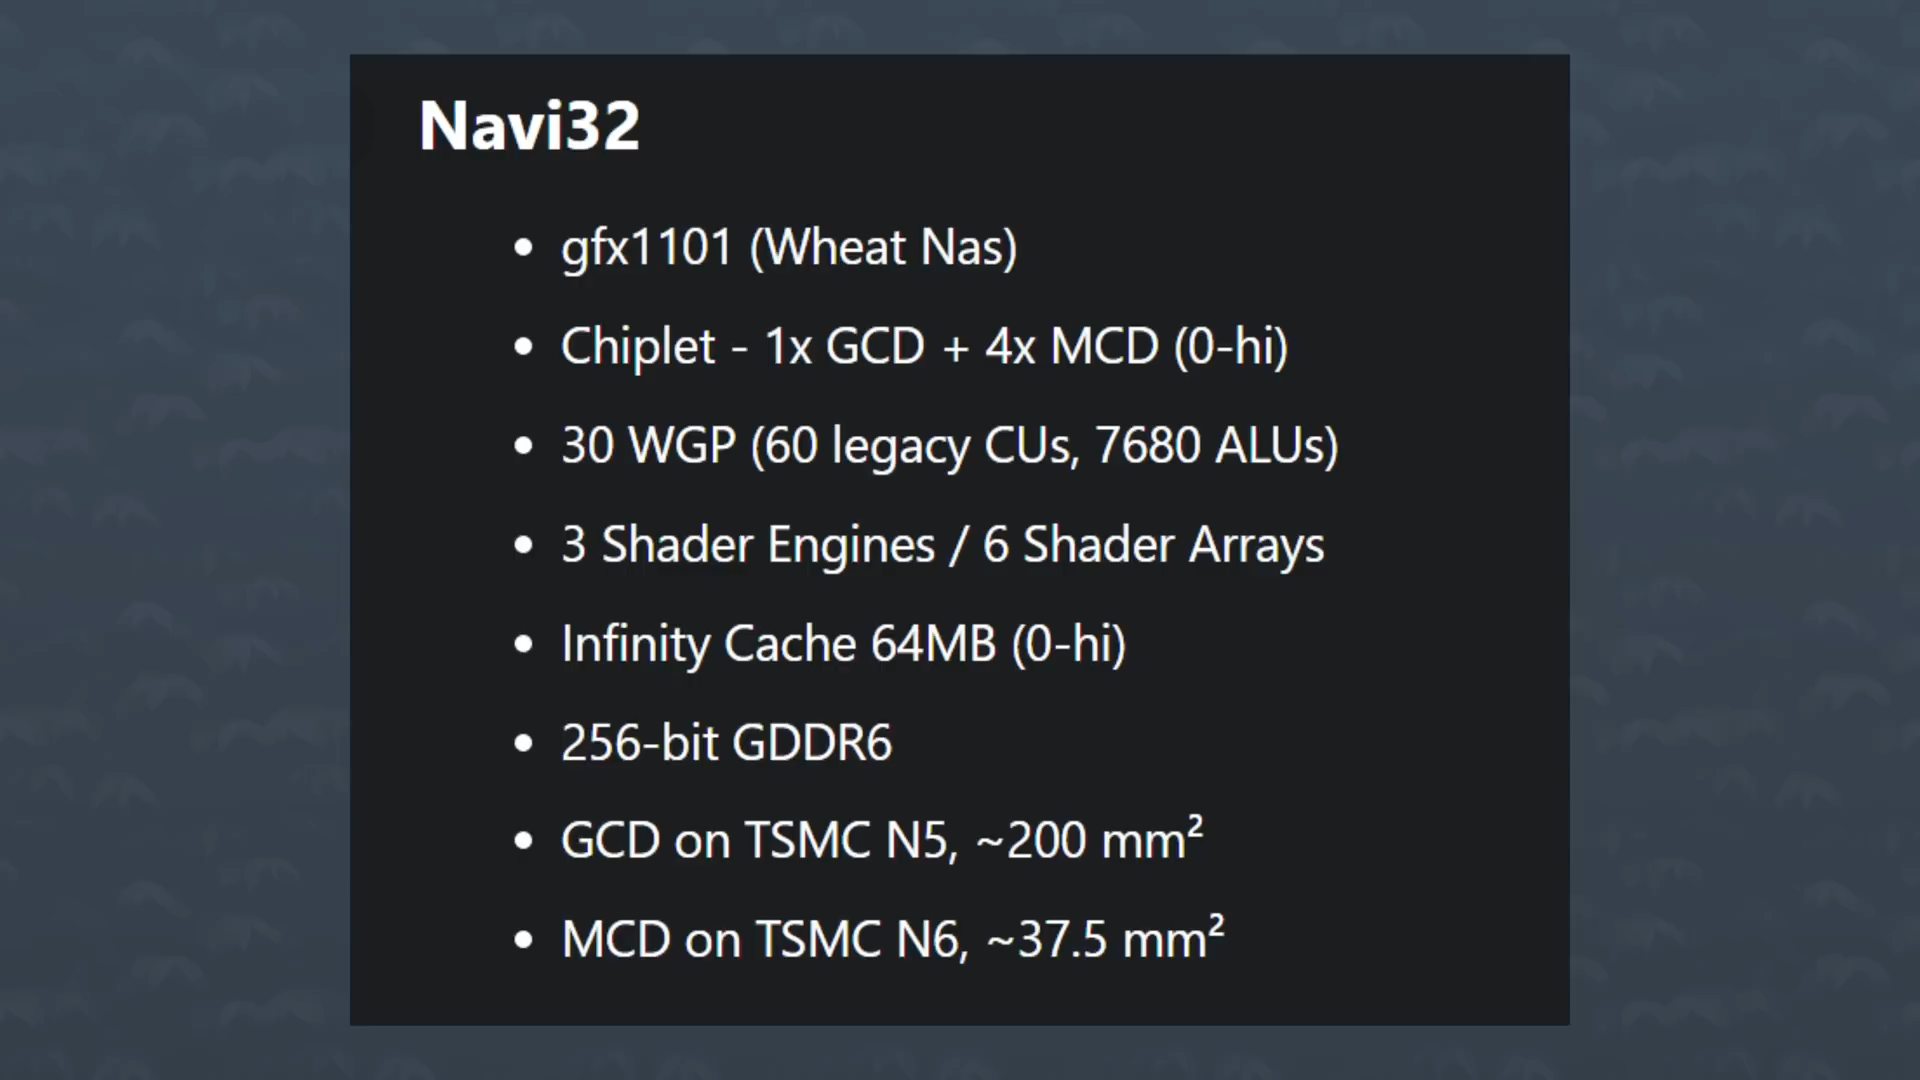 Navi32
• gfx1101 (Wheat Nas)
• Chiplet - 1x GCD + 4x MCD (0-hi)
• 30 WGP (60 legacy CUs, 7680 ALUs)
• 3 Shader Engines / 6 Shader Arrays
• Infinity Cache 64MB (0-hi)
• 256-bit GDDR6
• GCD on TSMC N5, ~200 mm²
• MCD on TSMC N6, ~37.5 mm²